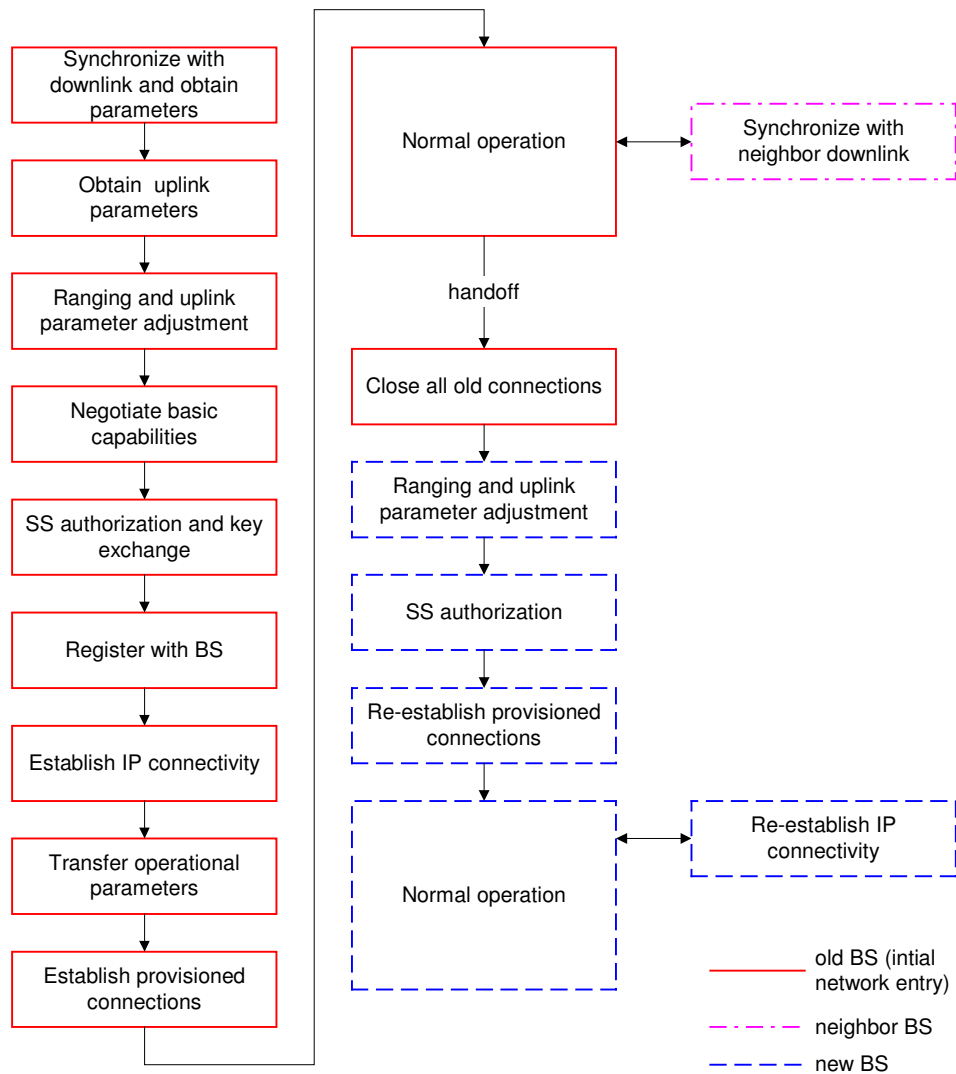 Synchronize with
downlink and obtain
parameters
Obtain uplink
parameters
Ranging and uplink
parameter adjustment
Negotiate basic
capabilities
SS authorization and key
exchange
Register with BS
Establish IP connectivity
Transfer operational
parameters
Establish provisioned
connections
Normal operation
Synchronize with
neighbor downlink
handoff
Close all old connections
Ranging and uplink
parameter adjustment
SS authorization
Re-establish provisioned
connections
Normal operation
Re-establish IP
connectivity
old BS (intial
network entry)
neighbor BS
new BS